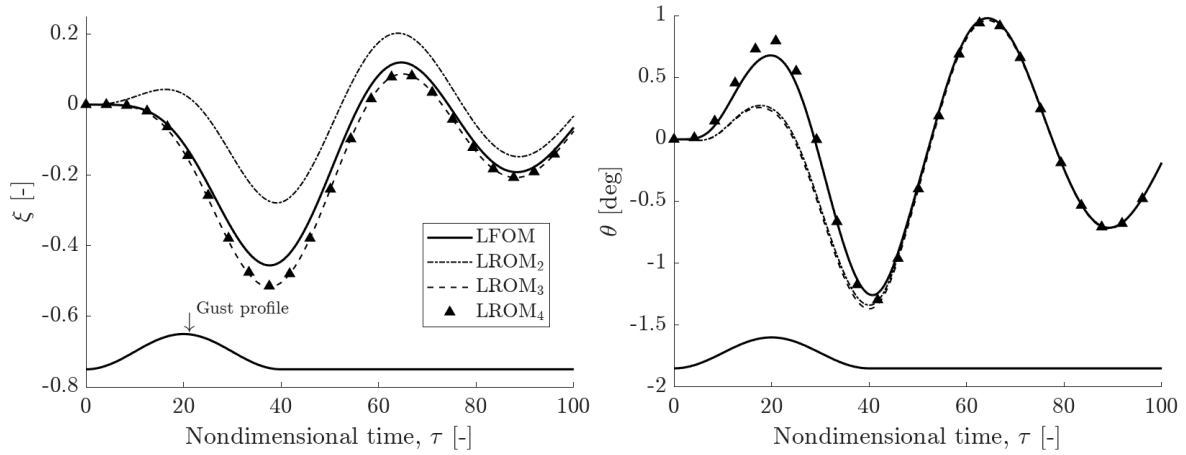 0.2
0
-0.2
-0.4
-0.6
-0.8
ξ [-]
LFOM
LROM₂
LROM₃
LROM₄
Gust profile
0 20 40 60 80 100
Nondimensional time, τ [-]
1
0.5
0
-0.5
-1
-1.5
-2
θ [deg]
0 20 40 60 80 100
Nondimensional time, τ [-]